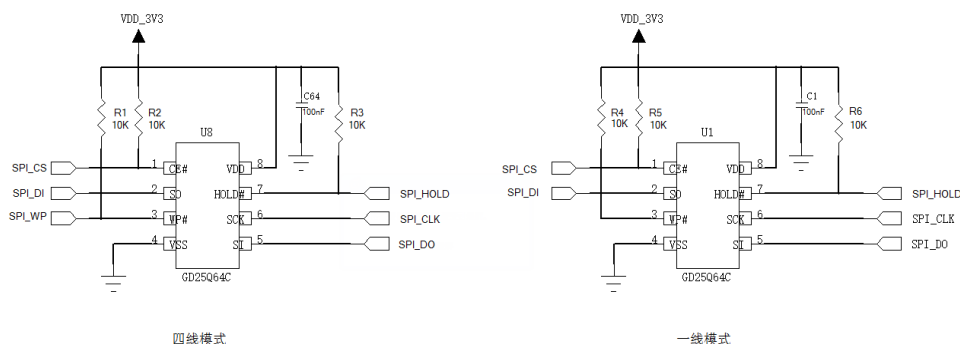 VDD_3V3
VDD_3V3
R1
10K
R2
10K
C64
100nF
R3
10K
U8
SPI_CS
1
CE#
VDD
8
SPI_DI
2
SO
HOLD#
7
SPI_HOLD
SPI_WP
3
WP#
SCK
6
SPI_CLK
4
VSS
SI
5
SPI_DO
GD25Q64C
四线模式
R4
10K
R5
10K
C1
100nF
R6
10K
U1
SPI_CS
1
CE#
VDD
8
SPI_DI
2
SO
HOLD#
7
SPI_HOLD
3
WP#
SCK
6
SPI_CLK
4
VSS
SI
5
SPI_DO
GD25Q64C
一线模式